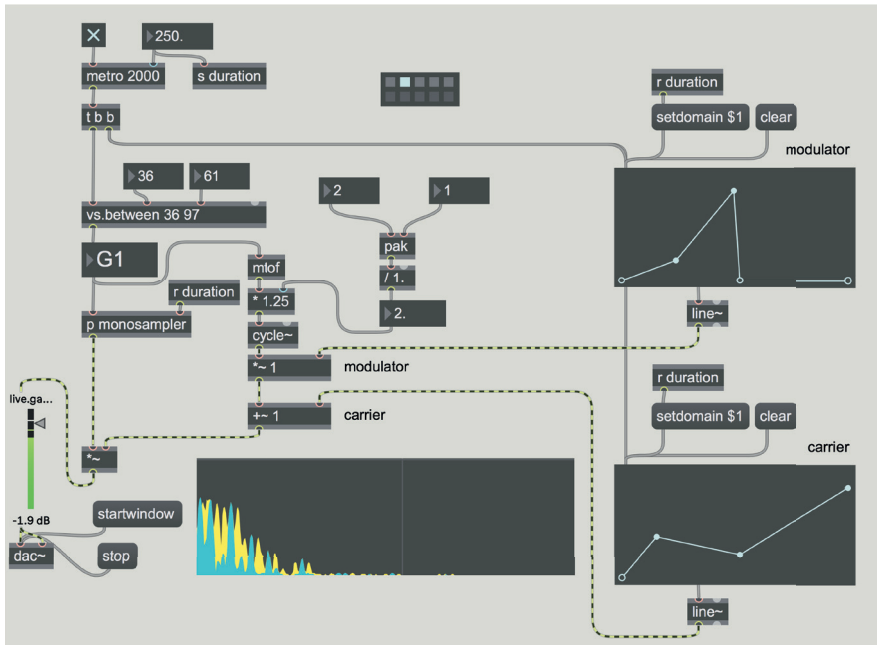 250.
metro 2000
s duration
t b b
36
61
vs.between 36 97
G1
r duration
p monosampler
2
1
pak
/ 1.
2.
mtof
* 1.25
cycle~
*~ 1
modulator
+~ 1
carrier
live.ga...
*~
-1.9 dB
startwindow
dac~
stop
r duration
setdomain $1
clear
modulator
line~
r duration
setdomain $1
clear
carrier
line~